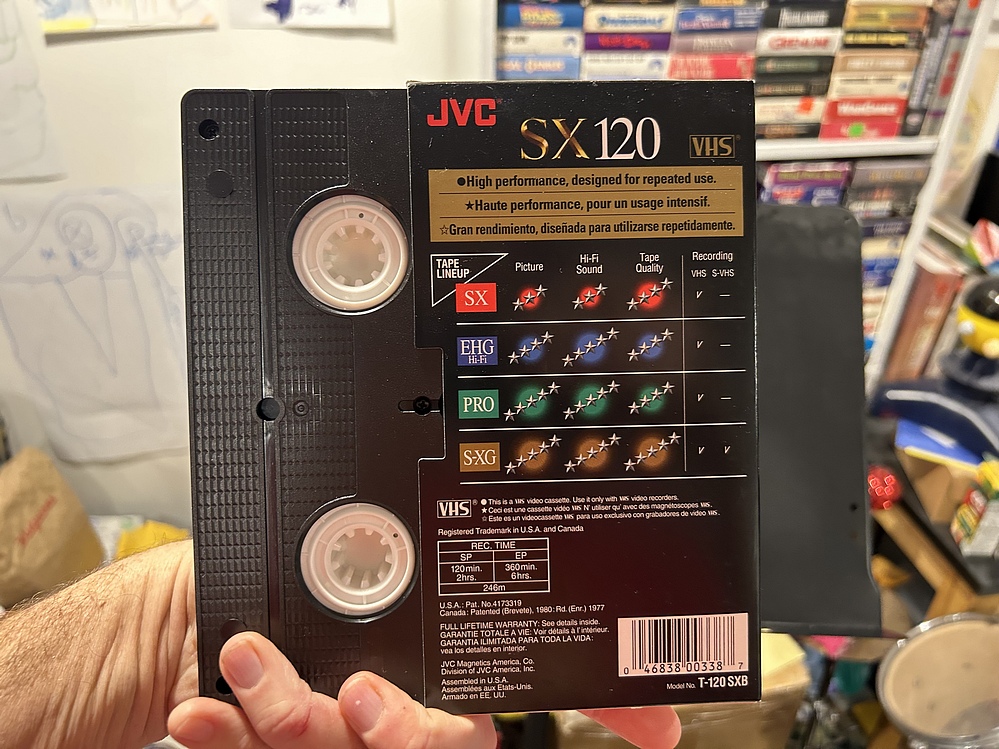 JVC
SX 120
VHS
●High performance, designed for repeated use.
★Haute performance, pour un usage intensif.
☆Gran rendimiento, diseñada para utilizarse repetidamente.
TAPE LINEUP
Picture
Hi-Fi Sound
Tape Quality
Recording
VHS S-VHS
SX
V —
EHG
Hi-Fi
V —
PRO
V —
S-XG
V V
VHS®
● This is a VHS video cassette. Use it only with VHS video recorders.
★ Ceci est une cassette vidéo VHS N' utiliser qu' avec des magnétoscopes VHS.
☆ Este es un videocassette VHS para uso exclusivo con grabadores de video VHS.
Registered Trademark in U.S.A. and Canada
REC. TIME
SP EP
120min. 360min.
2hrs. 6hrs.
246m
U.S.A.: Pat. No.4173319
Canada: Patented (Brevete), 1980: Rd. (Enr.) 1977
FULL LIFETIME WARRANTY: See details inside.
GARANTIE TOTALE A VIE: Voir détails à l'intérieur.
GARANTIA ILIMITADA PARA TODA LA VIDA:
vea los detalles en interior.
JVC Magnetics America, Co.
Division of JVC America, Inc.
Assembled in U.S.A.
Assemblées aux Etats-Unis.
Armado en EE. UU.
0 46838 00338 7
Model No. T-120 SXB